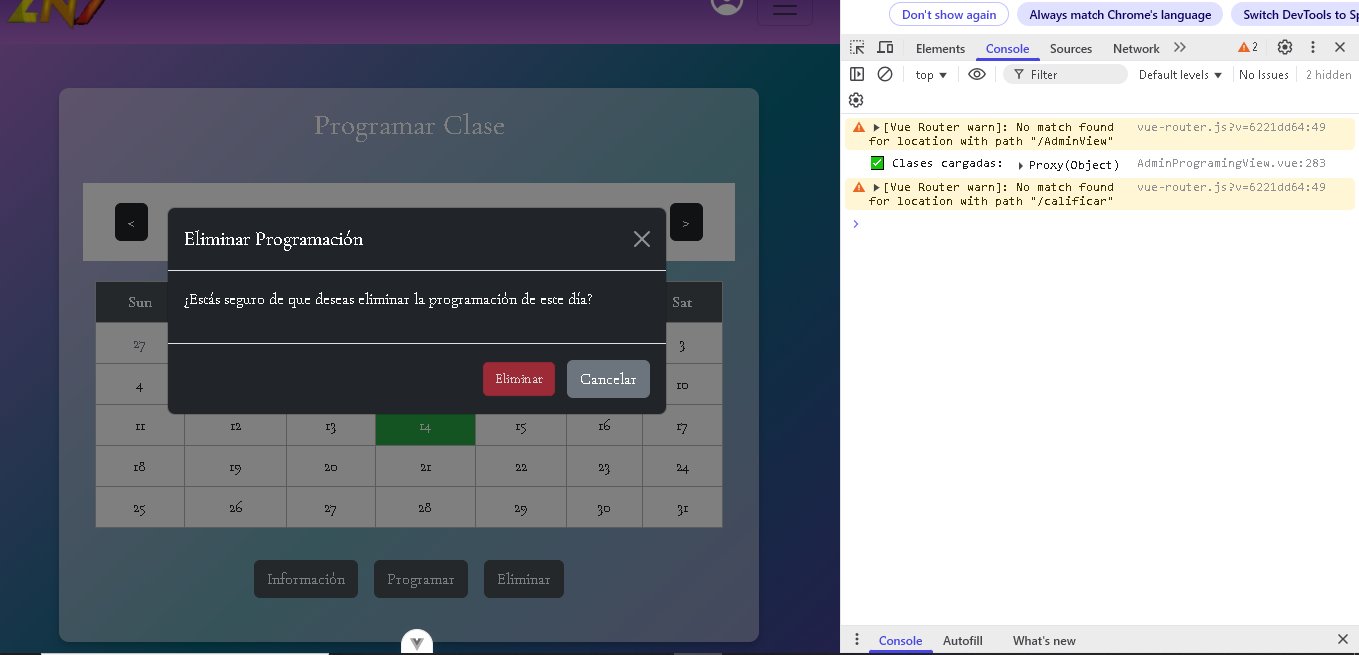 Programar Clase
<
>
Eliminar Programación
¿Estás seguro de que deseas eliminar la programación de este día?
Eliminar
Cancelar
Sun
Sat
27
3
4
10
11
12
13
14
15
16
17
18
19
20
21
22
23
24
25
26
27
28
29
30
31
Información
Programar
Eliminar
Don't show again
Always match Chrome's language
Switch DevTools to Sp
Elements
Console
Sources
Network
2
top
Filter
Default levels
No Issues
2 hidden
[Vue Router warn]: No match found vue-router.js?v=6221dd64:49
for location with path "/AdminView"
Clases cargadas: Proxy(Object) AdminProgramingView.vue:283
[Vue Router warn]: No match found vue-router.js?v=6221dd64:49
for location with path "/calificar"
Console
Autofill
What's new